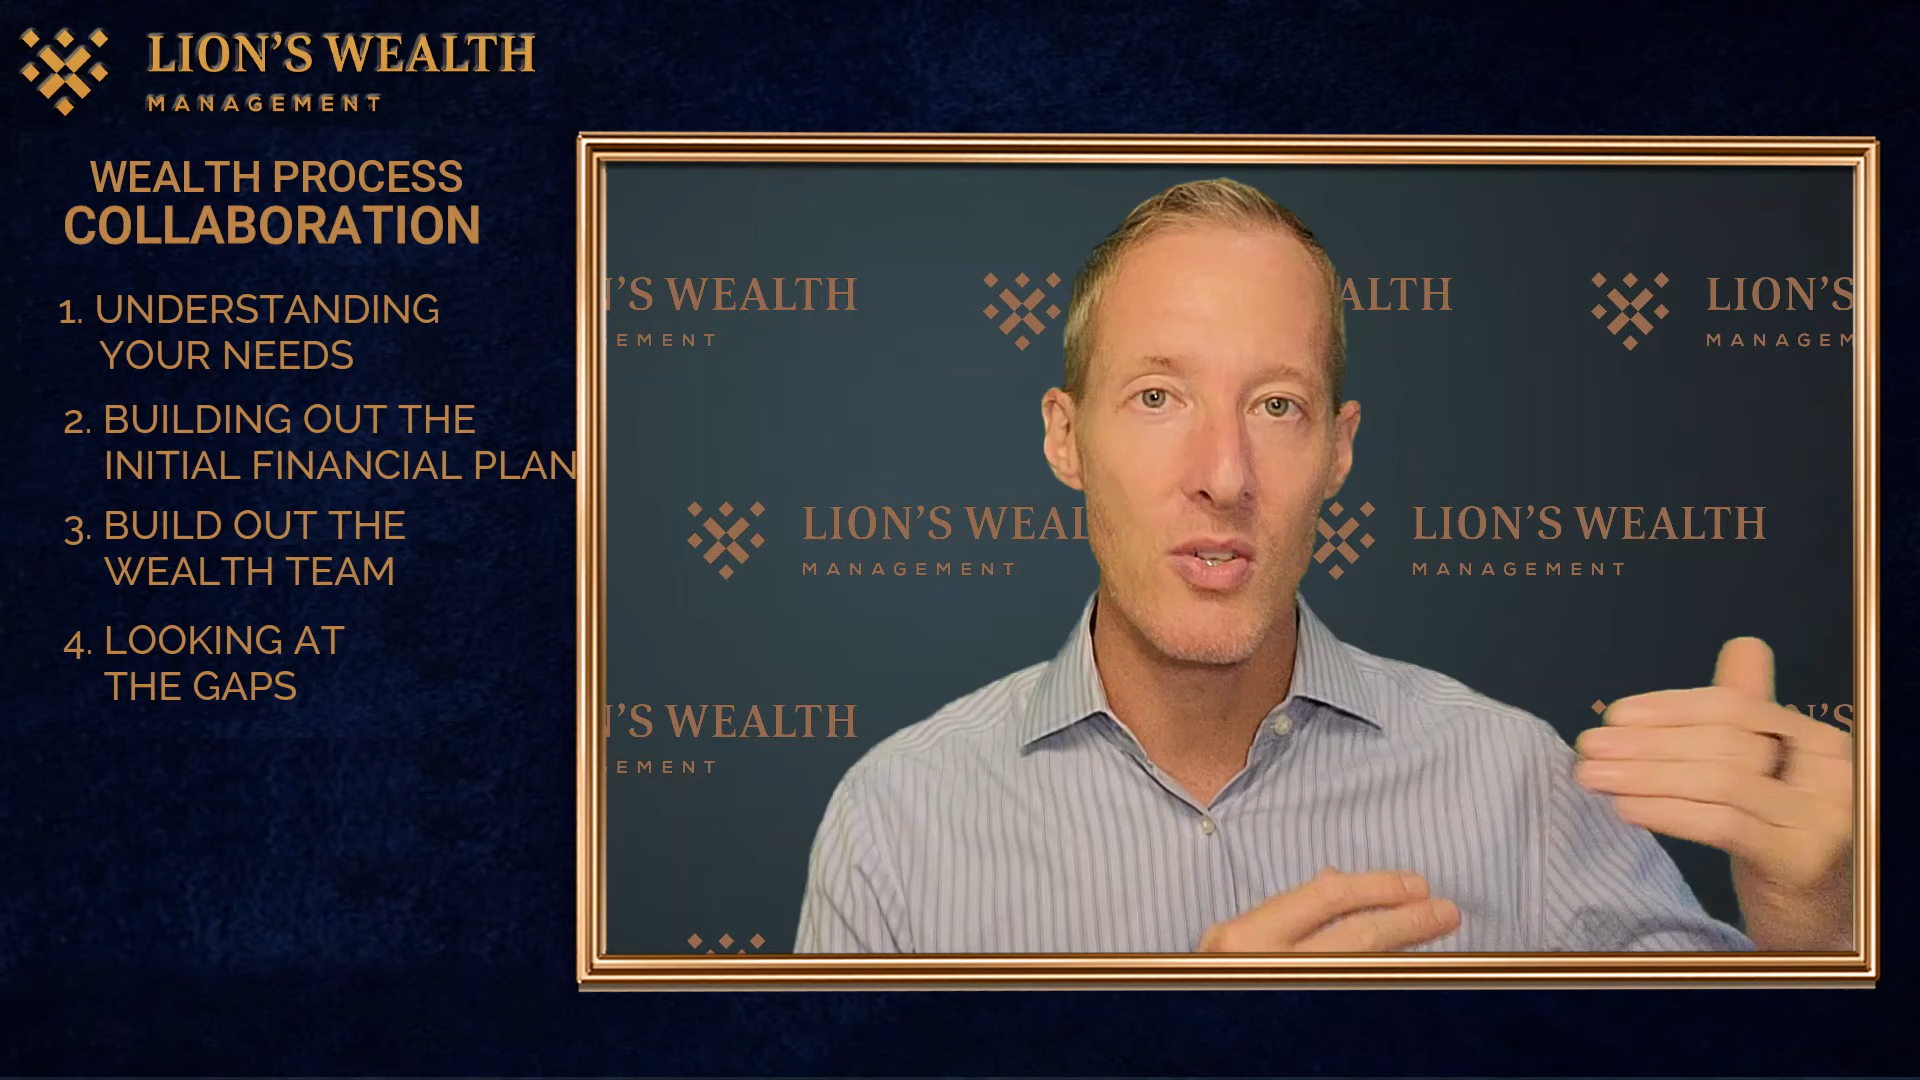 LION'S WEALTH
MANAGEMENT
WEALTH PROCESS
COLLABORATION
1. UNDERSTANDING
YOUR NEEDS
2. BUILDING OUT THE
INITIAL FINANCIAL PLAN
3. BUILD OUT THE
WEALTH TEAM
4. LOOKING AT
THE GAPS
N'S WEALTH
EMENT
ALTH
LION'S
MANAGEM
LION'S WEAL
MANAGEMENT
LION'S WEALTH
MANAGEMENT
N'S WEALTH
EMENT
N'S